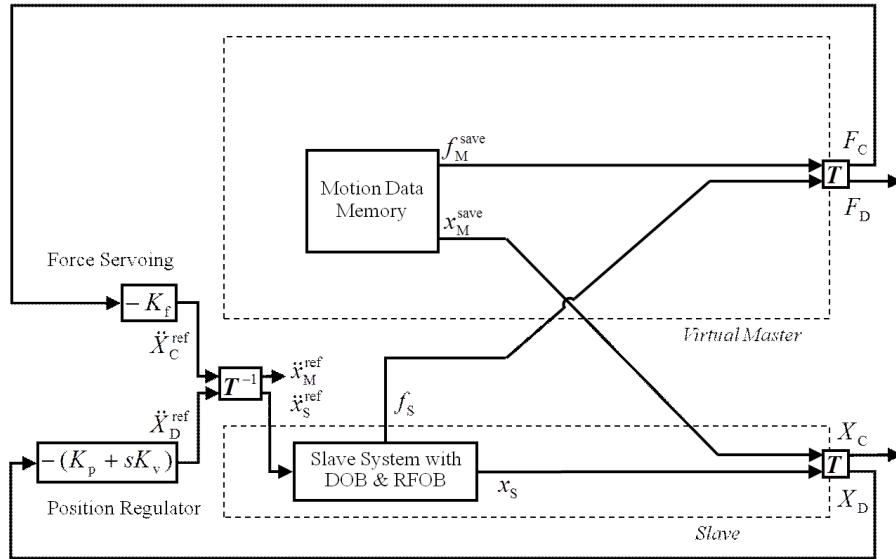 f_M^save
F_C
T
Motion Data
Memory
F_D
x_M^save
Force Servoing
− K_f
Virtual Master
Ẍ_C^ref
T^−1
ẍ_M^ref
ẍ_S^ref
f_S
Ẍ_D^ref
X_C
−(K_p + sK_v)
Slave System with
DOB & RFOB
T
x_S
X_D
Position Regulator
Slave